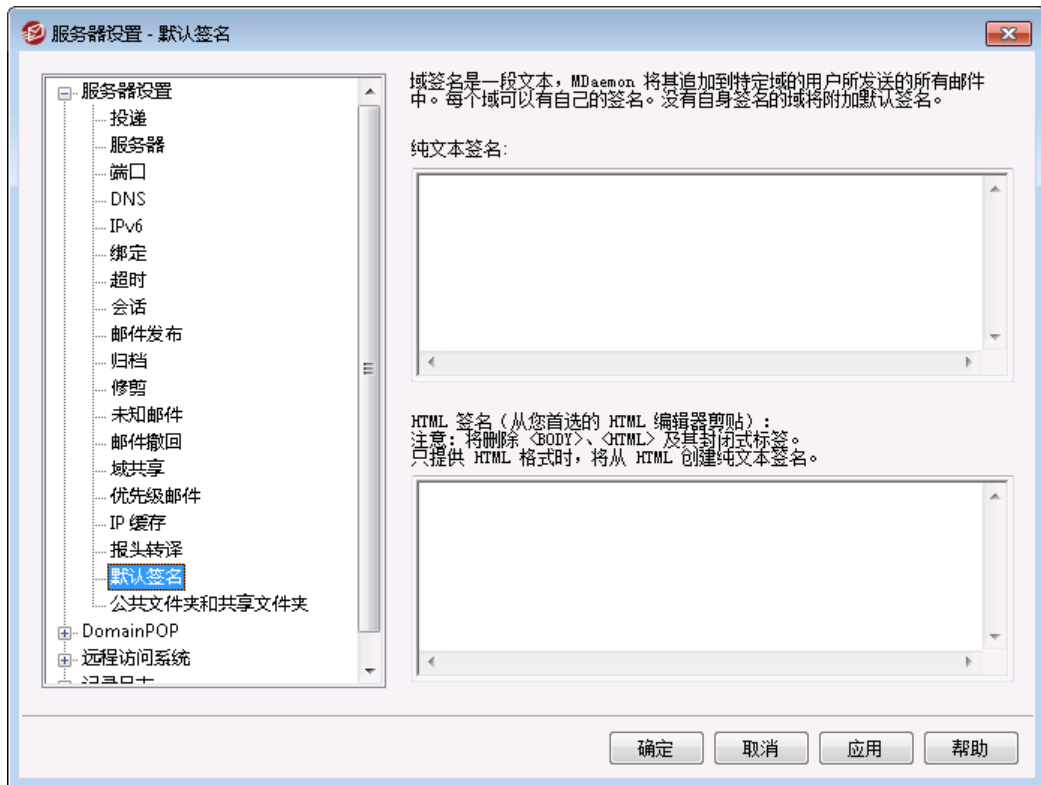 服务器设置 - 默认签名
服务器设置
投递
服务器
端口
DNS
IPv6
绑定
超时
会话
邮件发布
归档
修剪
未知邮件
邮件撤回
域共享
优先级邮件
IP 缓存
报头转译
默认签名
公共文件夹和共享文件夹
DomainPOP
远程访问系统
记录日志
域签名是一段文本，MDaemon 将其追加到特定域的用户所发送的所有邮件
中。每个域可以有自己的签名。没有自身签名的域将附加默认签名。
纯文本签名:
HTML 签名（从您首选的 HTML 编辑器剪贴）:
注意: 将删除 <BODY>、<HTML> 及其封闭式标签。
只提供 HTML 格式时，将从 HTML 创建纯文本签名。
确定
取消
应用
帮助